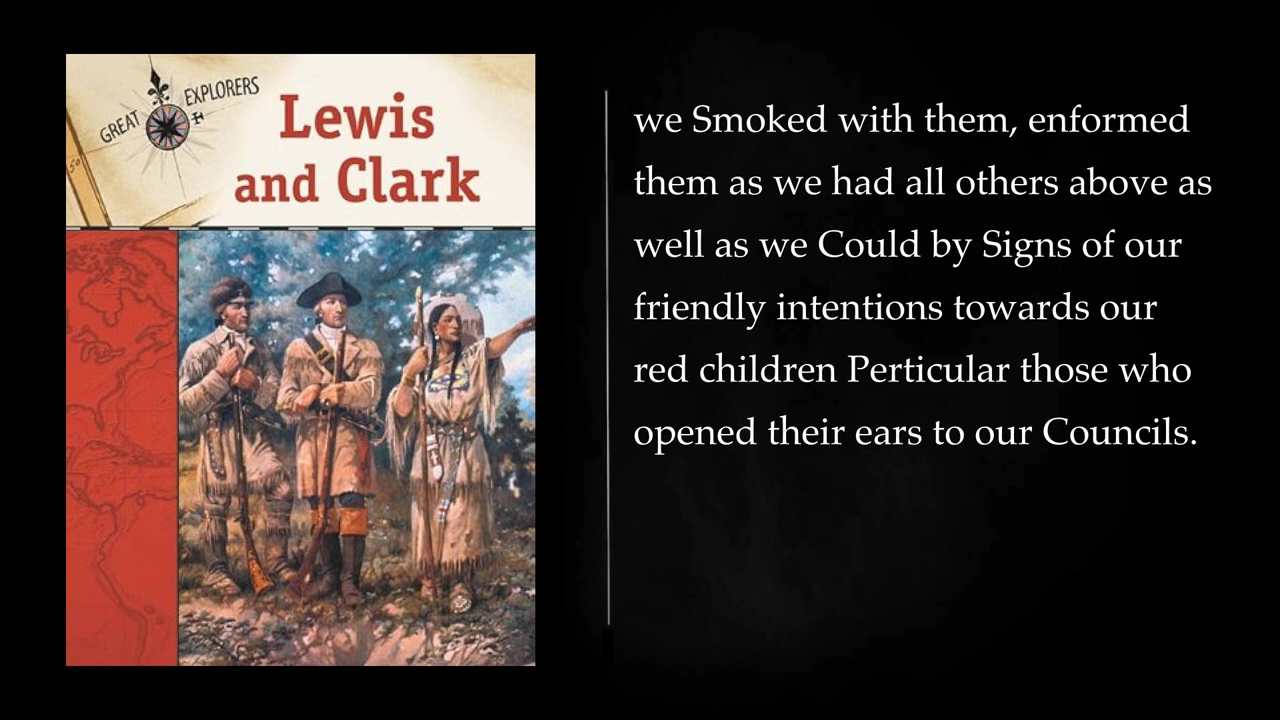 GREAT EXPLORERS
Lewis
and Clark
50
we Smoked with them, enformed
them as we had all others above as
well as we Could by Signs of our
friendly intentions towards our
red children Perticular those who
opened their ears to our Councils.